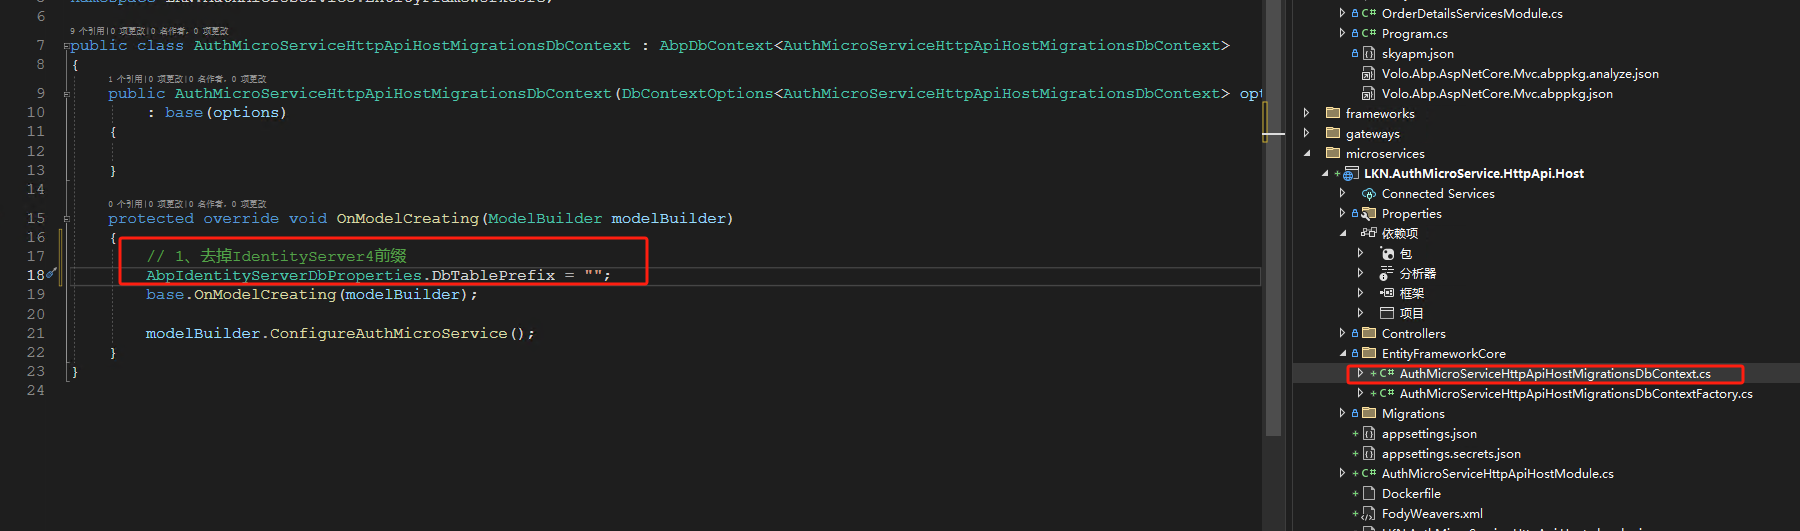 6
9 个引用|0 项更改|0 名作者，0 项更改
7 public class AuthMicroServiceHttpApiHostMigrationsDbContext : AbpDbContext<AuthMicroServiceHttpApiHostMigrationsDbContext>
8 {
1 个引用|0 项更改|0 名作者，0 项更改
9 public AuthMicroServiceHttpApiHostMigrationsDbContext(DbContextOptions<AuthMicroServiceHttpApiHostMigrationsDbContext> opt
10 : base(options)
11 {
12
13 }
14
0 个引用|0 项更改|0 名作者，0 项更改
15 protected override void OnModelCreating(ModelBuilder modelBuilder)
16 {
17 // 1、去掉IdentityServer4前缀
18 AbpIdentityServerDbProperties.DbTablePrefix = "";
19 base.OnModelCreating(modelBuilder);
20
21 modelBuilder.ConfigureAuthMicroService();
22 }
23 }
24
C# OrderDetailsServicesModule.cs
C# Program.cs
skyapm.json
Volo.Abp.AspNetCore.Mvc.abppkg.analyze.json
Volo.Abp.AspNetCore.Mvc.abppkg.json
frameworks
gateways
microservices
LKN.AuthMicroService.HttpApi.Host
Connected Services
Properties
依赖项
包
分析器
框架
项目
Controllers
EntityFrameworkCore
C# AuthMicroServiceHttpApiHostMigrationsDbContext.cs
C# AuthMicroServiceHttpApiHostMigrationsDbContextFactory.cs
Migrations
appsettings.json
appsettings.secrets.json
C# AuthMicroServiceHttpApiHostModule.cs
Dockerfile
FodyWeavers.xml